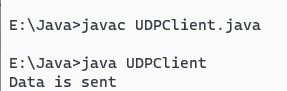 E:\Java>javac UDPClient.java
E:\Java>java UDPClient
Data is sent